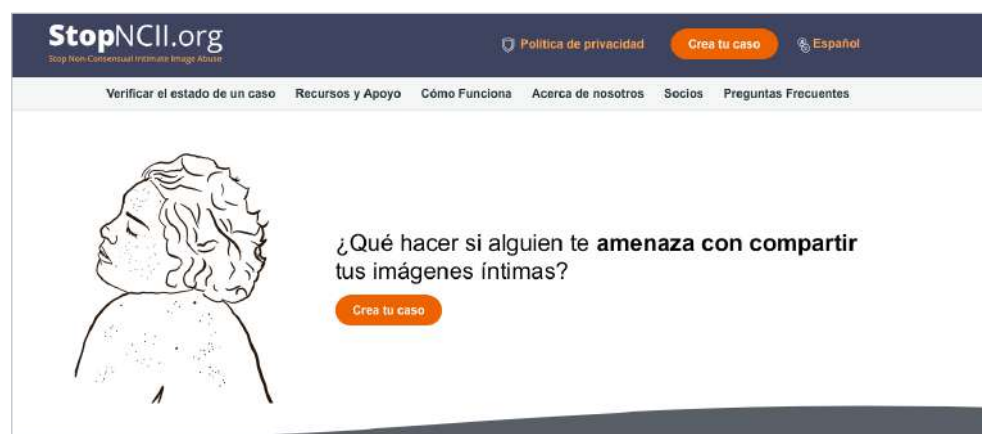 StopNCII.org
Stop Non-Consensual Intimate Image Abuse
Política de privacidad
Crea tu caso
Español
Verificar el estado de un caso Recursos y Apoyo Cómo Funciona Acerca de nosotros Socios Preguntas Frecuentes
¿Qué hacer si alguien te amenaza con compartir
tus imágenes íntimas?
Crea tu caso